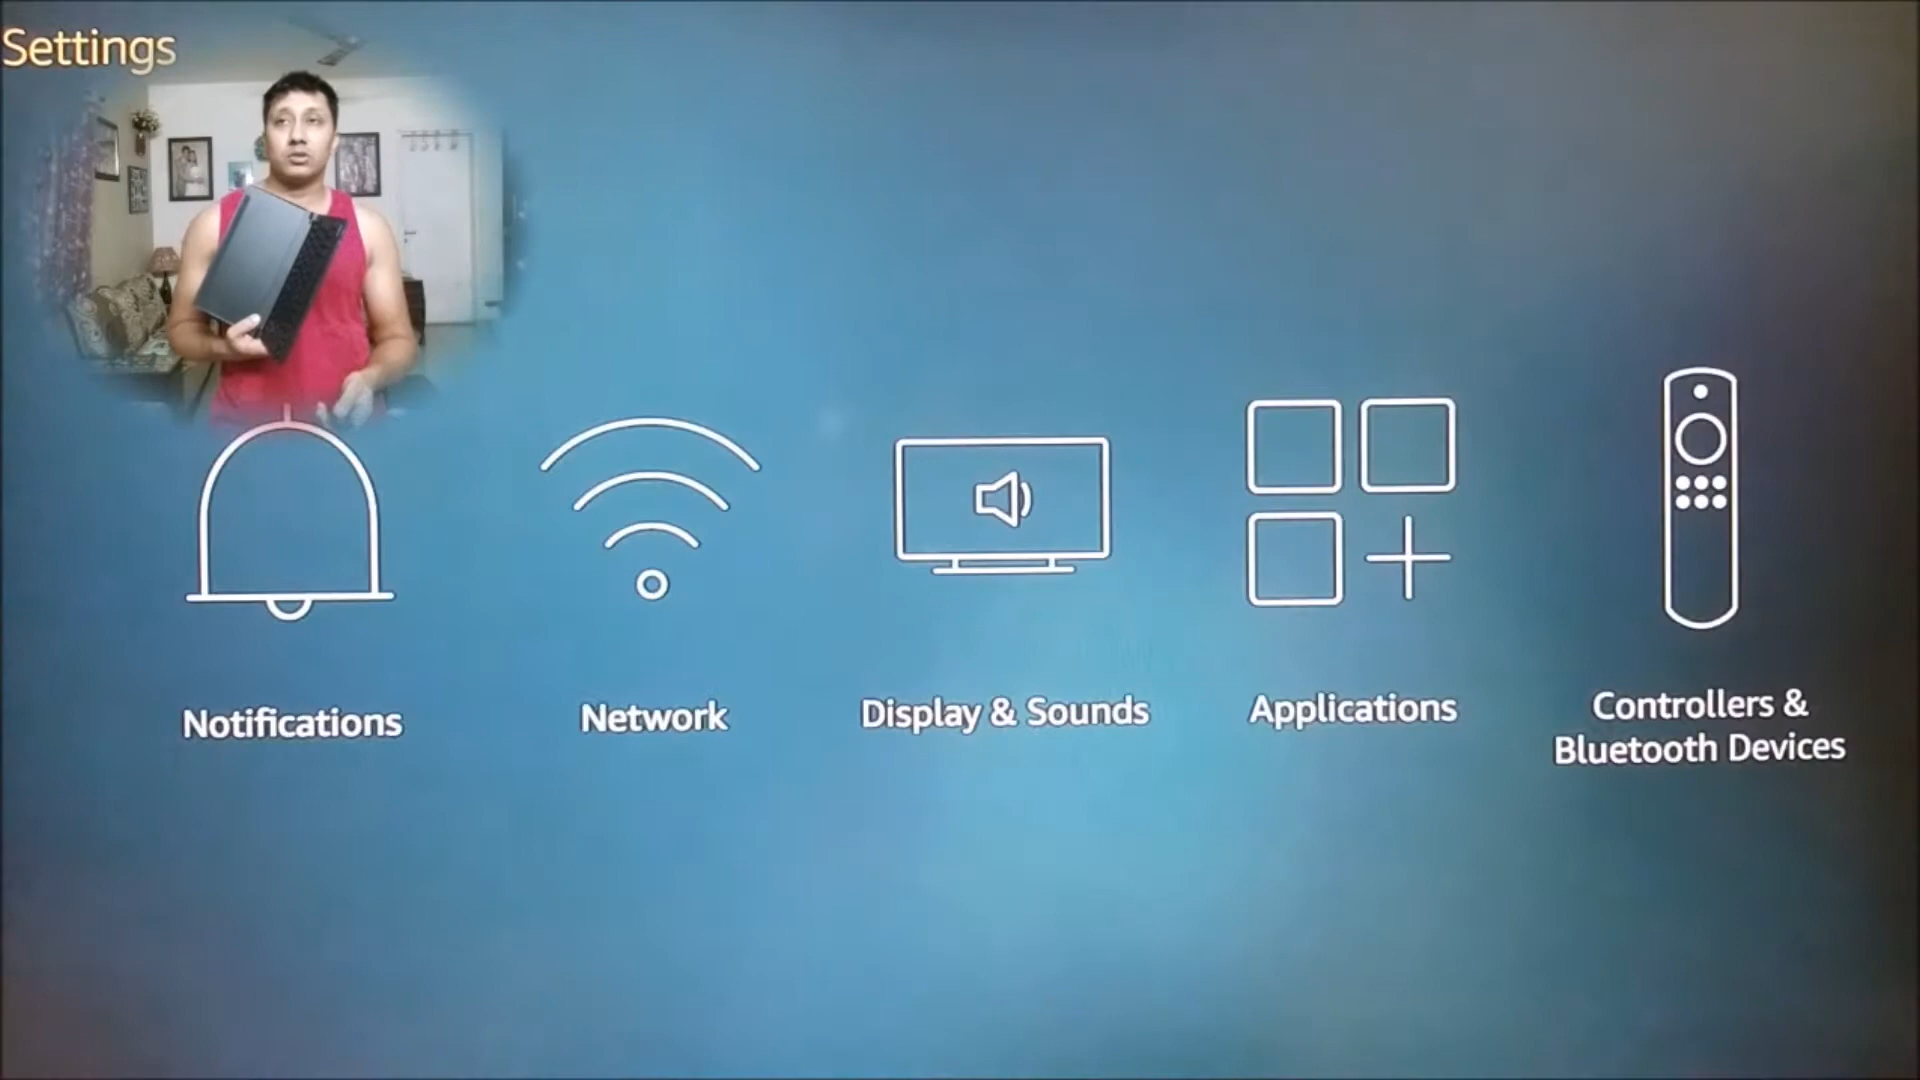 Settings
Notifications
Network
Display & Sounds
Applications
Controllers &
Bluetooth Devices